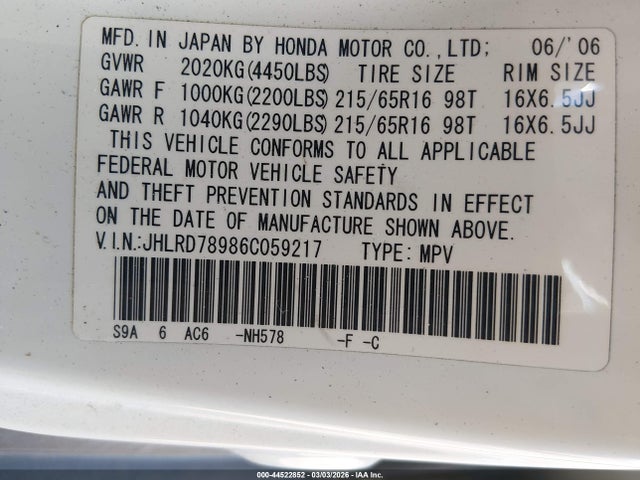 MFD. IN JAPAN BY HONDA MOTOR CO.,LTD; 06/'06
GVWR 2020KG(4450LBS) TIRE SIZE RIM SIZE
GAWR F 1000KG(2200LBS) 215/65R16 98T 16X6.5JJ
GAWR R 1040KG(2290LBS) 215/65R16 98T 16X6.5JJ
THIS VEHICLE CONFORMS TO ALL APPLICABLE
FEDERAL MOTOR VEHICLE SAFETY
AND THEFT PREVENTION STANDARDS IN EFFECT
ON THE DATE OF MANUFACTURE SHOWN ABOVE.
V.I.N.:JHLRD78986C059217 TYPE: MPV
S9A 6 AC6 -NH578 -F -C
000-44522852 - 03/03/2026 - IAA Inc.